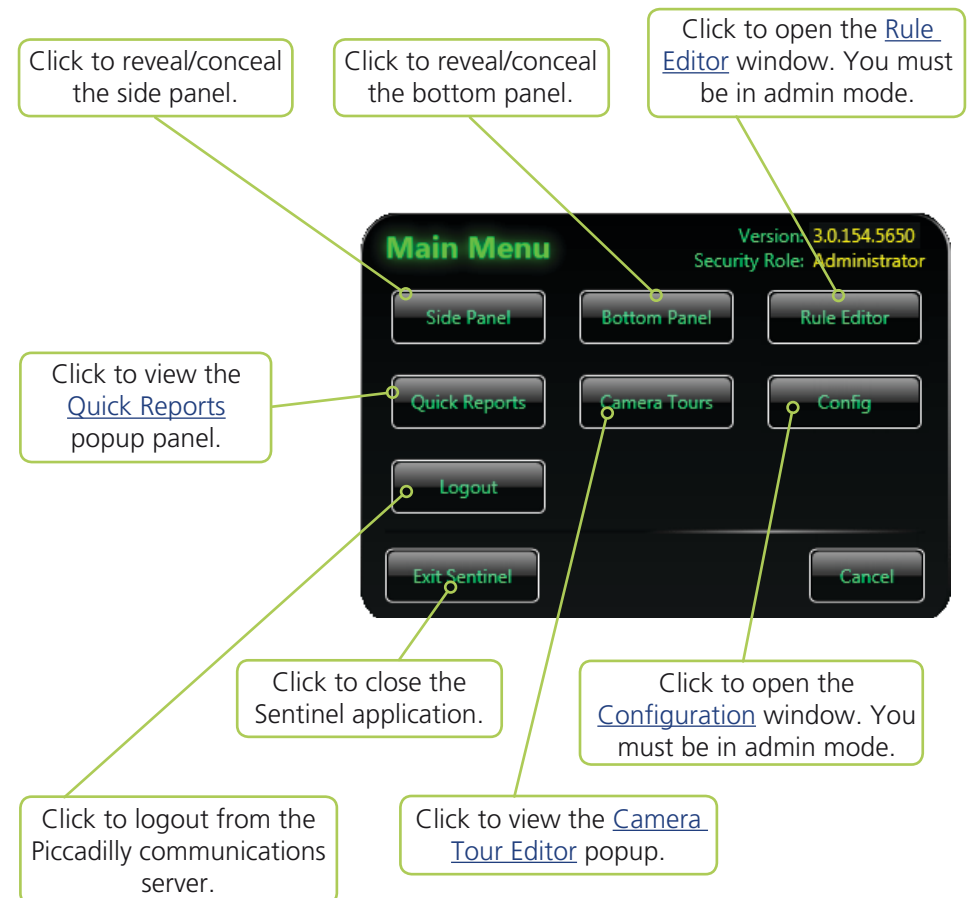 Click to reveal/conceal
the side panel.
Click to reveal/conceal
the bottom panel.
Click to open the Rule
Editor window. You must
be in admin mode.
Main Menu
Version: 3.0.154.5650
Security Role: Administrator
Side Panel
Bottom Panel
Rule Editor
Click to view the
Quick Reports
popup panel.
Quick Reports
Camera Tours
Config
Logout
Exit Sentinel
Cancel
Click to close the
Sentinel application.
Click to open the
Configuration window. You
must be in admin mode.
Click to logout from the
Piccadilly communications
server.
Click to view the Camera
Tour Editor popup.